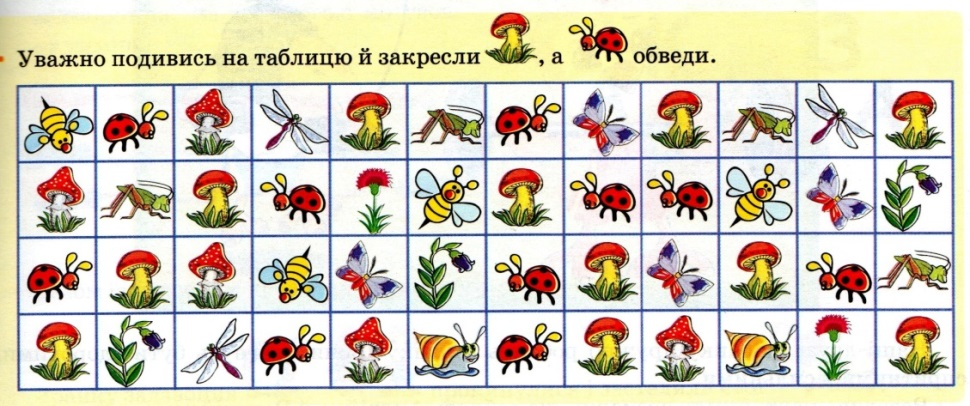 Уважно подивись на таблицю й закресли , а обведи.